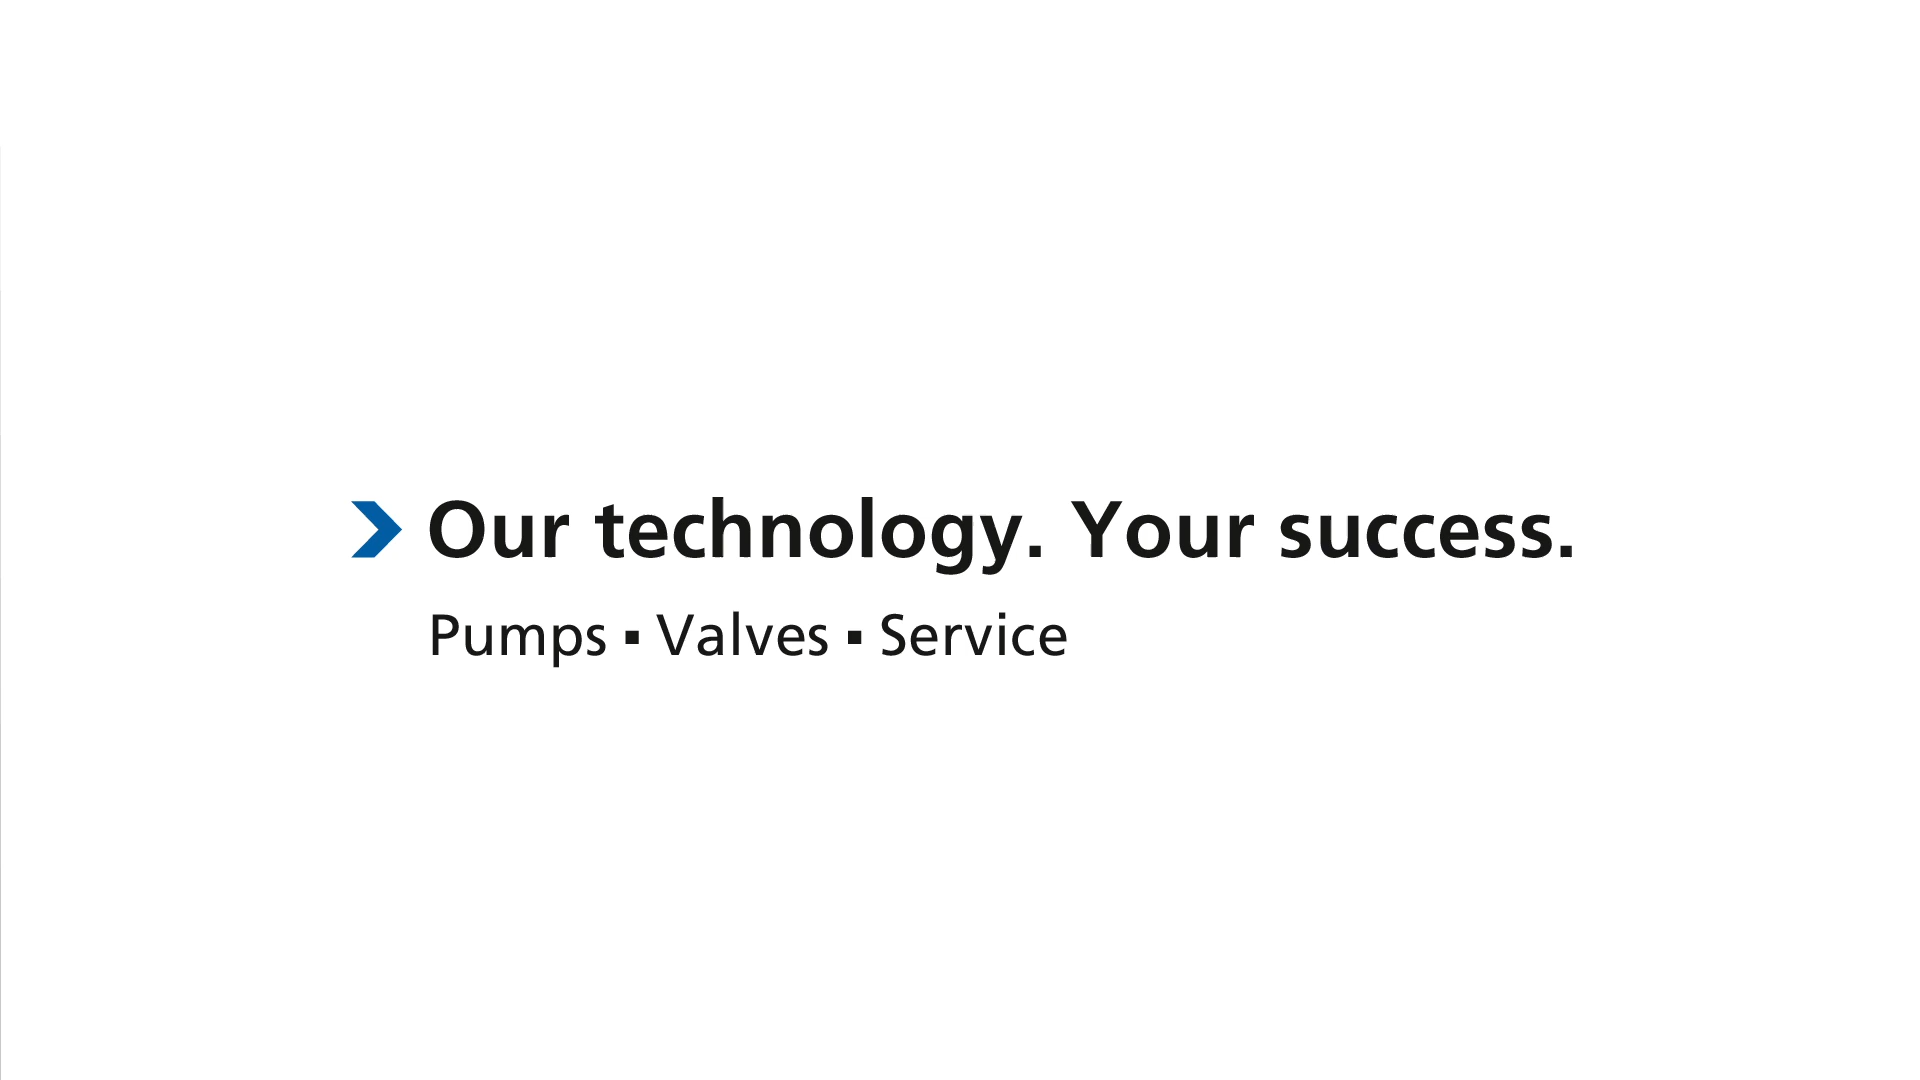 Our technology. Your success.
Pumps ▪ Valves ▪ Service